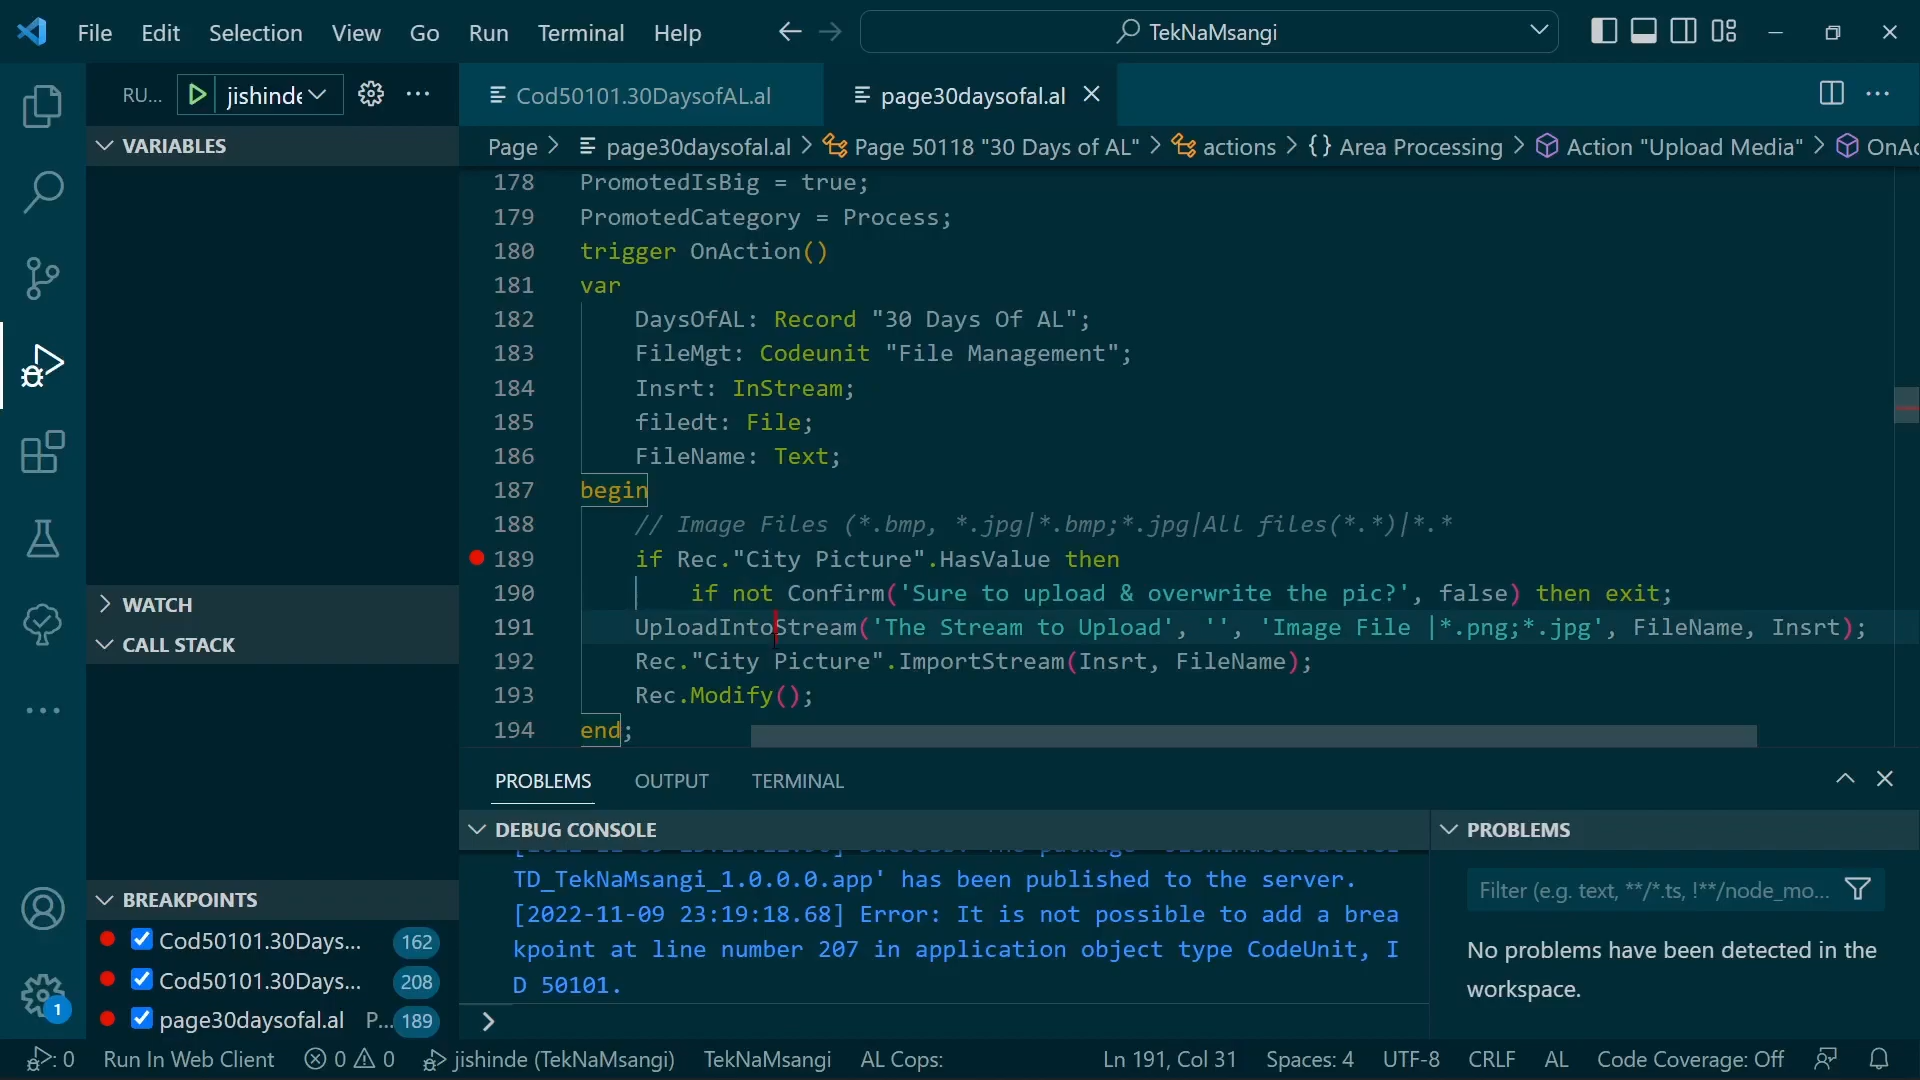 File Edit Selection View Go Run Terminal Help
TekNaMsangi
RU... jishinde
Cod50101.30DaysofAL.al
page30daysofal.al
VARIABLES
Page > page30daysofal.al > Page 50118 "30 Days of AL" > actions > {} Area Processing > Action "Upload Media" > OnAc
178 PromotedIsBig = true;
179 PromotedCategory = Process;
180 trigger OnAction()
181 var
182 DaysOfAL: Record "30 Days Of AL";
183 FileMgt: Codeunit "File Management";
184 Insrt: InStream;
185 filedt: File;
186 FileName: Text;
187 begin
188 // Image Files (*.bmp, *.jpg|*.bmp;*.jpg|All files(*.*)|*.*
189 if Rec."City Picture".HasValue then
190 if not Confirm('Sure to upload & overwrite the pic?', false) then exit;
191 UploadIntoStream('The Stream to Upload', '', 'Image File |*.png;*.jpg', FileName, Insrt);
192 Rec."City Picture".ImportStream(Insrt, FileName);
193 Rec.Modify();
194 end;
WATCH
CALL STACK
BREAKPOINTS
Cod50101.30Days... 162
Cod50101.30Days... 208
page30daysofal.al P... 189
PROBLEMS OUTPUT TERMINAL
DEBUG CONSOLE
TD_TekNaMsangi_1.0.0.0.app' has been published to the server.
[2022-11-09 23:19:18.68] Error: It is not possible to add a brea
kpoint at line number 207 in application object type CodeUnit, I
D 50101.
PROBLEMS
Filter (e.g. text, **/*.ts, !**/node_mo...
No problems have been detected in the
workspace.
1
: 0 Run In Web Client 0 0 jishinde (TekNaMsangi) TekNaMsangi AL Cops: Ln 191, Col 31 Spaces: 4 UTF-8 CRLF AL Code Coverage: Off